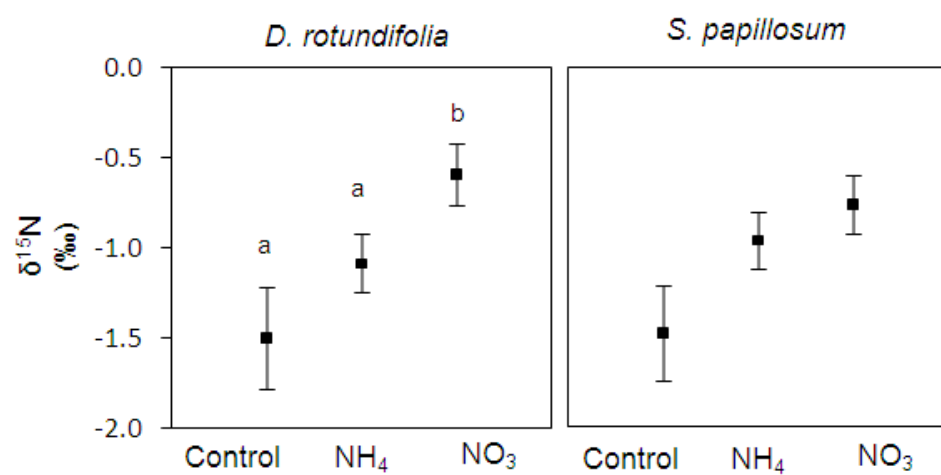 D. rotundifolia
S. papillosum
0.0
-0.5
-1.0
-1.5
-2.0
δ¹⁵N
(‰)
a
a
b
Control NH₄ NO₃
Control NH₄ NO₃